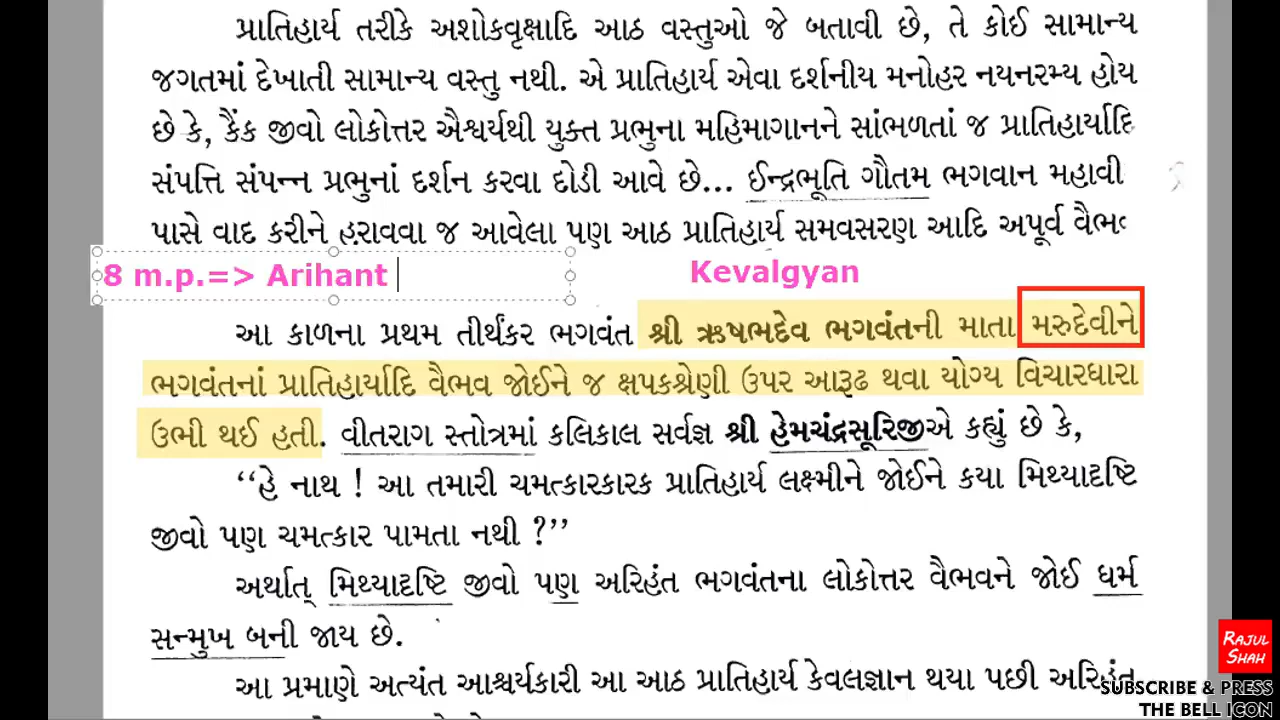 પ્રાતિહાર્ય તરીકે અશોકવૃક્ષાદિ આઠ વસ્તુઓ જે બતાવી છે, તે કોઈ સામાન્ય
જગતમાં દેખાતી સામાન્ય વસ્તુ નથી. એ પ્રાતિહાર્ય એવા દર્શનીય મનોહર નયનરમ્ય હોય
છે કે, કૈંક જીવો લોકોત્તર ઐશ્વર્યથી યુક્ત પ્રભુના મહિમાગાનને સાંભળતાં જ પ્રાતિહાર્યાદિ
સંપત્તિ સંપન્ન પ્રભુનાં દર્શન કરવા દોડી આવે છે... ઈન્દ્રભૂતિ ગૌતમ ભગવાન મહાવી
પાસે વાદ કરીને હરાવવા જ આવેલા પણ આઠ પ્રાતિહાર્ય સમવસરણ આદિ અપૂર્વ વૈભ
8 m.p.=> Arihant Kevalgyan
આ કાળના પ્રથમ તીર્થંકર ભગવંત શ્રી ઋષભદેવ ભગવંતની માતા મરુદેવીને
ભગવંતનાં પ્રાતિહાર્યાદિ વૈભવ જોઈને જ ક્ષપકશ્રેણી ઉપર આરૂઢ થવા યોગ્ય વિચારધારા
ઉભી થઈ હતી. વીતરાગ સ્તોત્રમાં કલિકાલ સર્વજ્ઞ શ્રી હેમચંદ્રસૂરિજીએ કહ્યું છે કે,
‘‘હે નાથ ! આ તમારી ચમત્કારકારક પ્રાતિહાર્ય લક્ષ્મીને જોઈને કયા મિથ્યાદષ્ટિ
જીવો પણ ચમત્કાર પામતા નથી ?’’
અર્થાત્ મિથ્યાદષ્ટિ જીવો પણ અરિહંત ભગવંતના લોકોત્તર વૈભવને જોઈ ધર્મ
સન્મુખ બની જાય છે.
આ પ્રમાણે અત્યંત આશ્ચર્યકારી આ આઠ પ્રાતિહાર્ય કેવલજ્ઞાન થયા પછી અરિહંત
RAJUL
SHAH
SUBSCRIBE & PRESS
THE BELL ICON